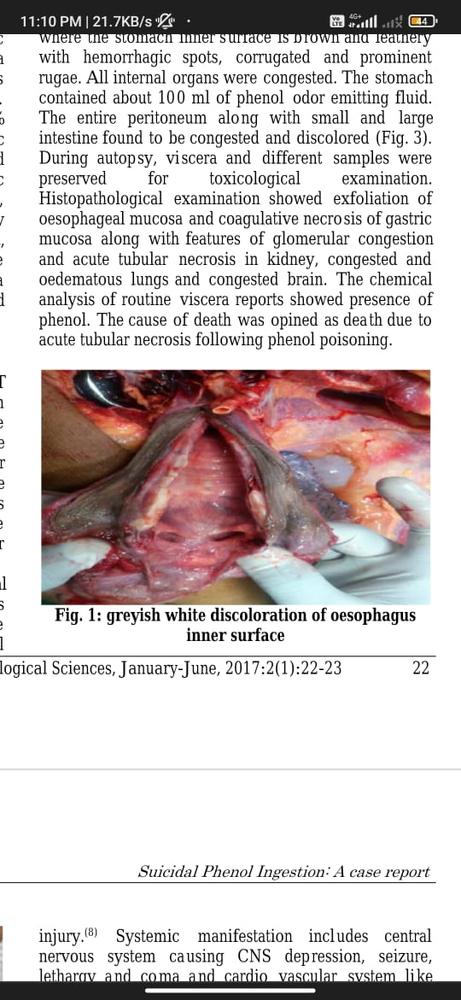 11:10 PM | 21.7KB/s
Vo LTE 4G+ 44
where the stomach inner surface is brown and leathery
with hemorrhagic spots, corrugated and prominent
rugae. All internal organs were congested. The stomach
contained about 100 ml of phenol odor emitting fluid.
The entire peritoneum along with small and large
intestine found to be congested and discolored (Fig. 3).
During autopsy, viscera and different samples were
preserved for toxicological examination.
Histopathological examination showed exfoliation of
oesophageal mucosa and coagulative necrosis of gastric
mucosa along with features of glomerular congestion
and acute tubular necrosis in kidney, congested and
oedematous lungs and congested brain. The chemical
analysis of routine viscera reports showed presence of
phenol. The cause of death was opined as death due to
acute tubular necrosis following phenol poisoning.
Fig. 1: greyish white discoloration of oesophagus
inner surface
logical Sciences, January-June, 2017:2(1):22-23 22
Suicidal Phenol Ingestion: A case report
injury.(8) Systemic manifestation includes central
nervous system causing CNS depression, seizure,
lethargy and coma and cardio vascular system like